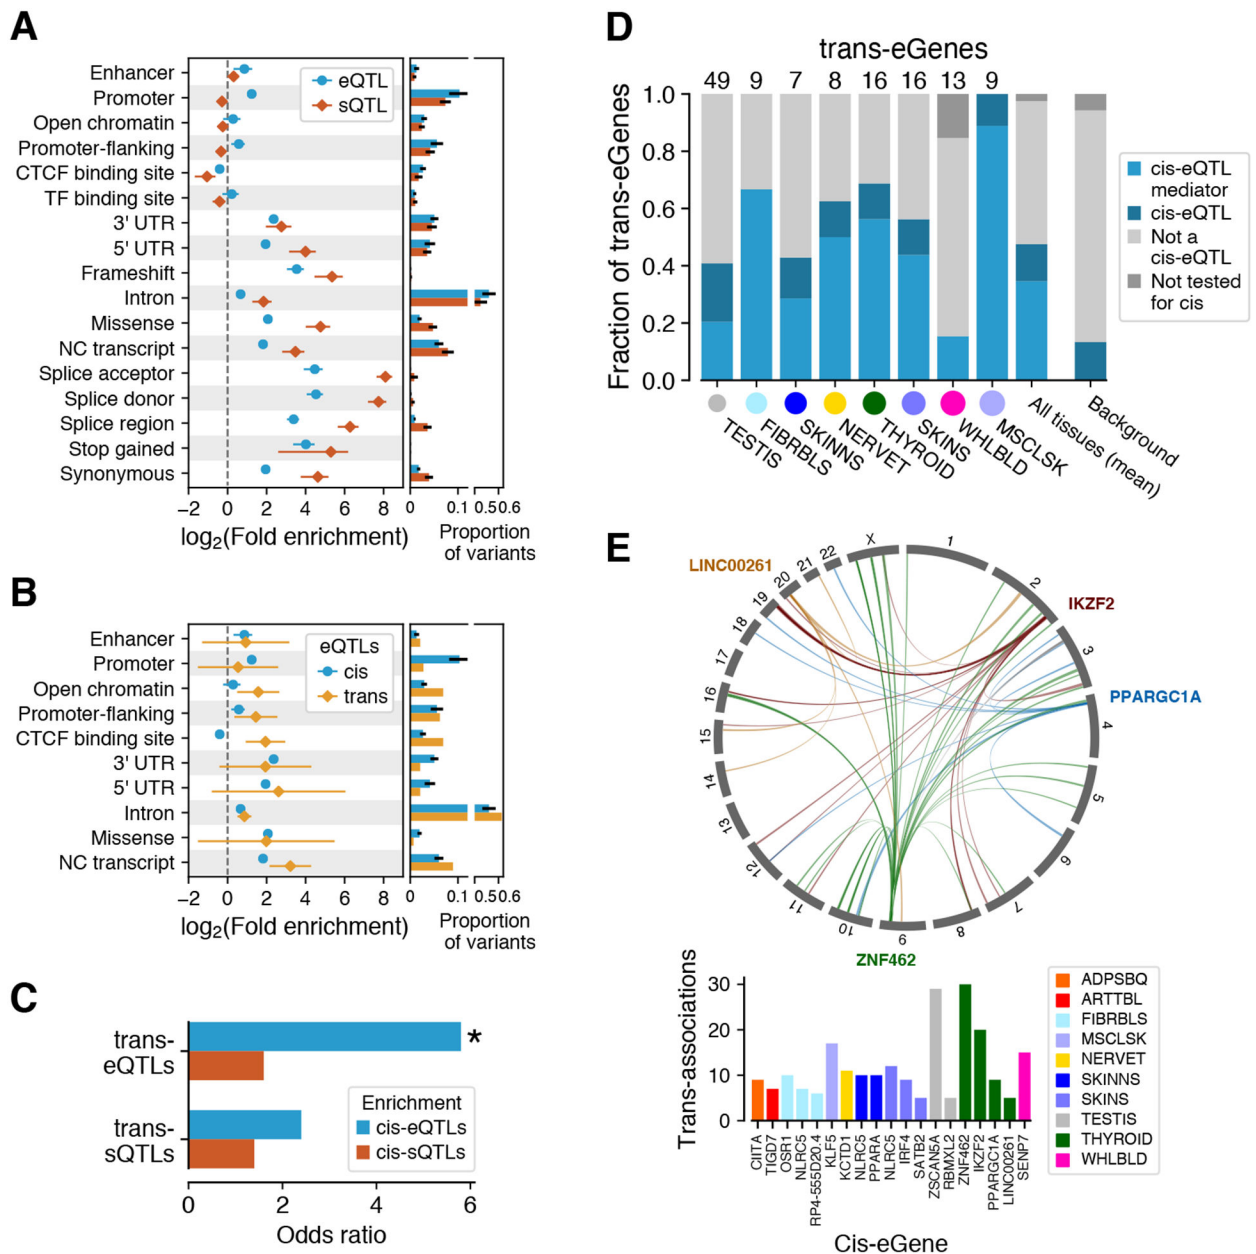 A
Enhancer
Promoter
Open chromatin
Promoter-flanking
CTCF binding site
TF binding site
3' UTR
5' UTR
Frameshift
Intron
Missense
NC transcript
Splice acceptor
Splice donor
Splice region
Stop gained
Synonymous
eQTL
sQTL
−2 0 2 4 6 8 0 0.1 0.5 0.6
log2(Fold enrichment)
Proportion
of variants
B
Enhancer
Promoter
Open chromatin
Promoter-flanking
CTCF binding site
3' UTR
5' UTR
Intron
Missense
NC transcript
eQTLs
cis
trans
−2 0 2 4 6 8 0 0.1 0.5 0.6
log2(Fold enrichment)
Proportion
of variants
C
trans-
eQTLs
trans-
sQTLs
*
Enrichment
cis-eQTLs
cis-sQTLs
0 2 4 6
Odds ratio
D
trans-eGenes
49 9 7 8 16 16 13 9
Fraction of trans-eGenes
1.0
0.8
0.6
0.4
0.2
0.0
TESTIS
FIBRBLS
SKINNS
NERVET
THYROID
SKINS
WHLBLD
MSCLSK
All tissues (mean)
Background
cis-eQTL
mediator
cis-eQTL
Not a
cis-eQTL
Not tested
for cis
E
LINC00261
IKZF2
PPARGC1A
ZNF462
1
2
3
4
5
6
7
8
9
10
11
12
13
14
15
16
17
18
19
20
21
22
X
Trans-associations
30
20
10
0
CIITA
TIGD7
OSR1
NLRC5
RP4-555D20.4
KLF5
KCTD1
NLRC5
PPARA
NLRC5
IRF4
SATB2
ZSCAN5A
RBMXL2
ZNF462
IKZF2
PPARGC1A
LINC00261
SENP7
Cis-eGene
ADPSBQ
ARTTBL
FIBRBLS
MSCLSK
NERVET
SKINNS
SKINS
TESTIS
THYROID
WHLBLD